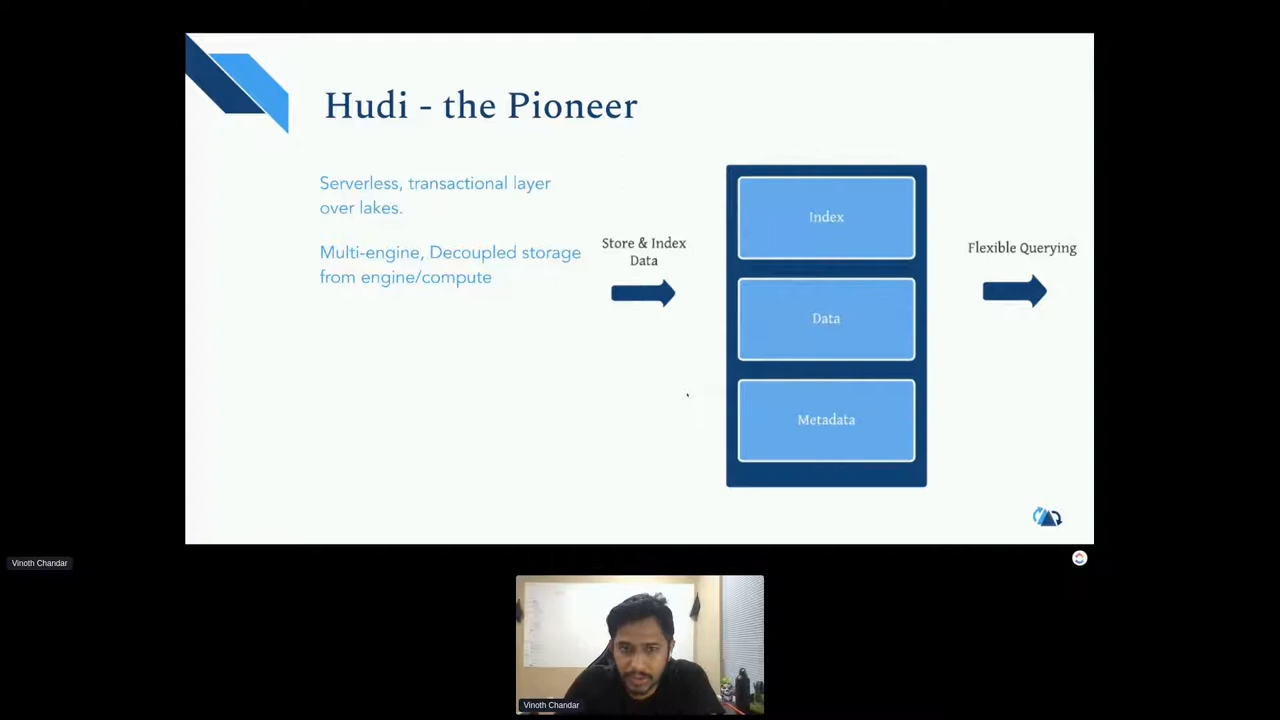 Hudi - the Pioneer
Serverless, transactional layer
over lakes.
Multi-engine, Decoupled storage
from engine/compute
Store & Index
Data
Index
Data
Metadata
Flexible Querying
Vinoth Chandar
Vinoth Chandar